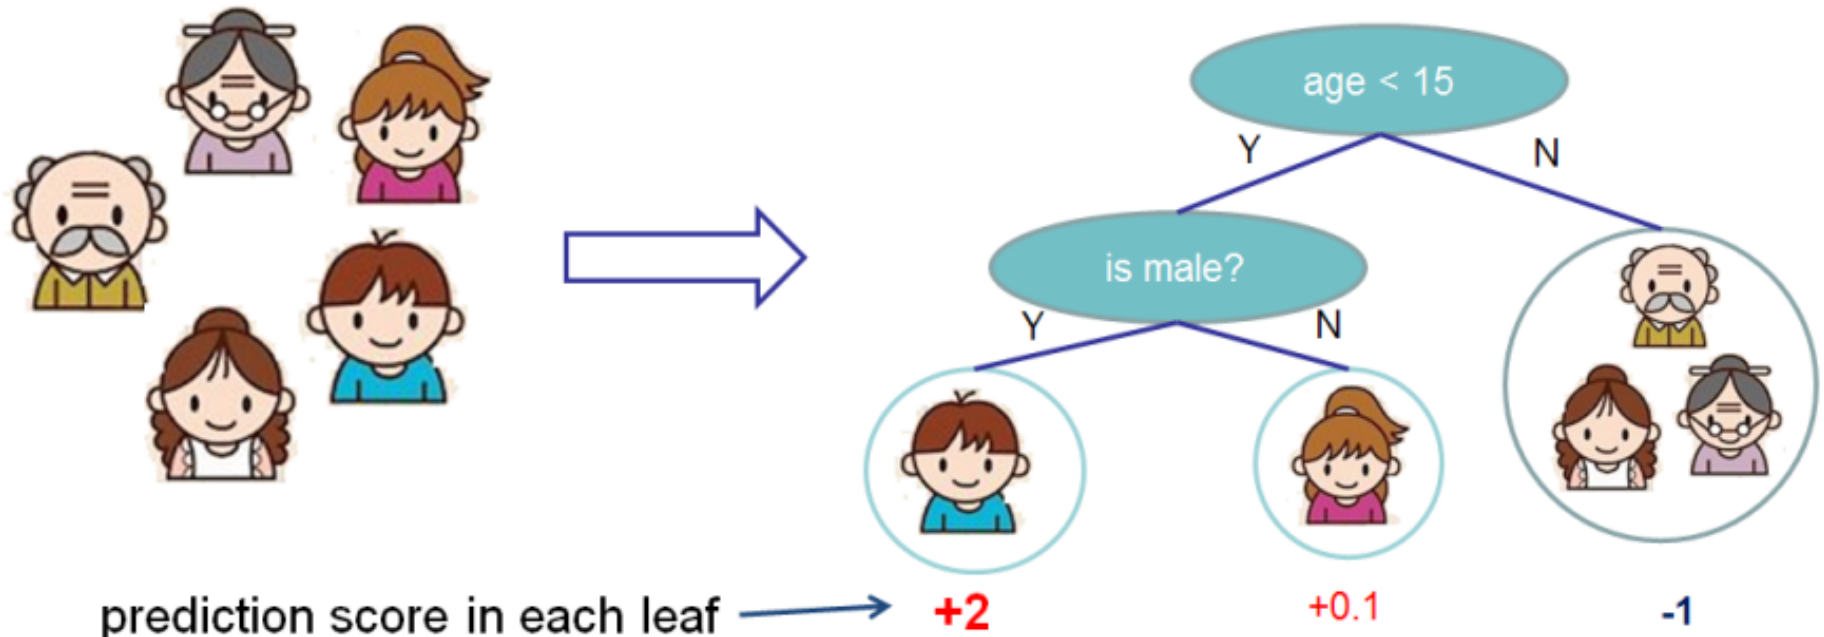 age < 15
Y
N
is male?
Y
N
prediction score in each leaf
+2
+0.1
-1